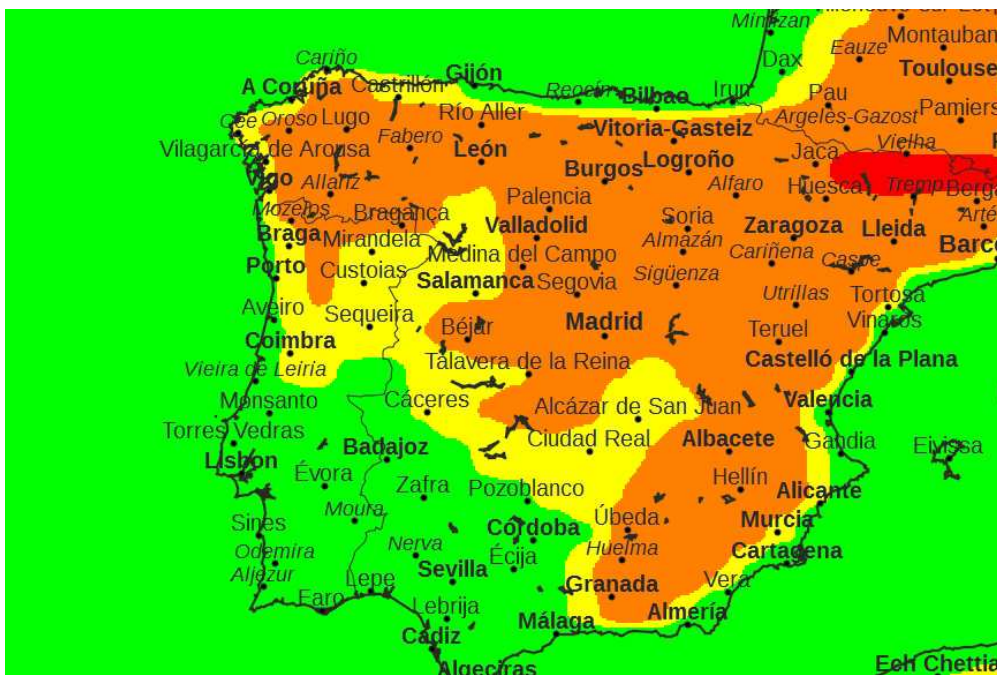 Mimizan
Montauban
Eauze
Cariño
Dax
Toulouse
A Coruña
Castrillón
Gijón
Reocín
Bilbao
Irun
Pau
Pamiers
Cee
Oroso
Lugo
Fabero
Río Aller
Vitoria-Gasteiz
Argeles-Gazost
Vielha
Vilagarcía de Arousa
León
Logroño
Jaca
Vigo
Allariz
Burgos
Alfaro
Huesca
Tremp
Mozelos
Bragança
Palencia
Soria
Braga
Mirandela
Valladolid
Almazán
Zaragoza
Lleida
Porto
Custoias
Medina del Campo
Salamanca
Segovia
Sigüenza
Cariñena
Caspe
Aveiro
Sequeira
Béjar
Madrid
Utrillas
Tortosa
Coimbra
Teruel
Vinaròs
Vieira de Leiria
Talavera de la Reina
Castelló de la Plana
Monsanto
Cáceres
Alcázar de San Juan
Valencia
Torres Vedras
Badajoz
Ciudad Real
Albacete
Gandia
Eivissa
Lisbon
Évora
Zafra
Pozoblanco
Hellín
Alicante
Sines
Moura
Córdoba
Úbeda
Murcia
Odemira
Nerva
Écija
Huelma
Cartagena
Aljezur
Lepe
Sevilla
Granada
Vera
Faro
Lebrija
Málaga
Almería
Cádiz
Algeciras
Ech Chettia